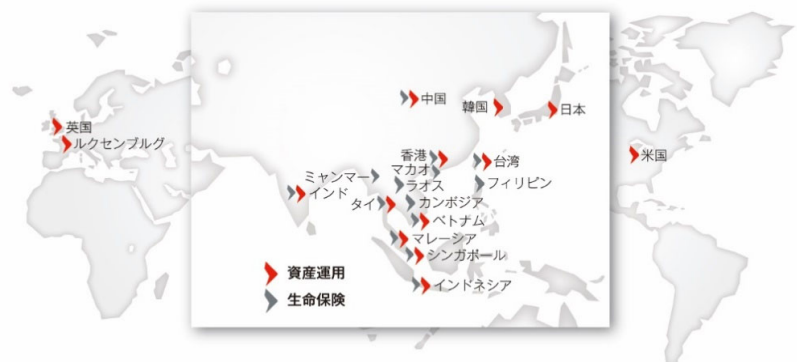 中国
韓国
日本
英国
ルクセンブルグ
米国
香港
台湾
マカオ
ミャンマー
ラオス
フィリピン
インド
タイ
カンボジア
ベトナム
マレーシア
シンガポール
資産運用
インドネシア
生命保険